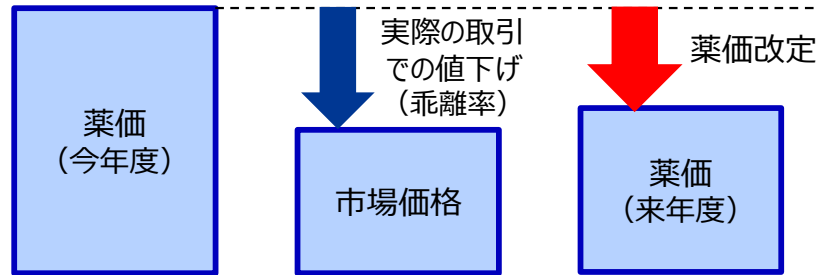 薬価
（今年度）
実際の取引
での値下げ
（乖離率）
市場価格
薬価改定
薬価
（来年度）